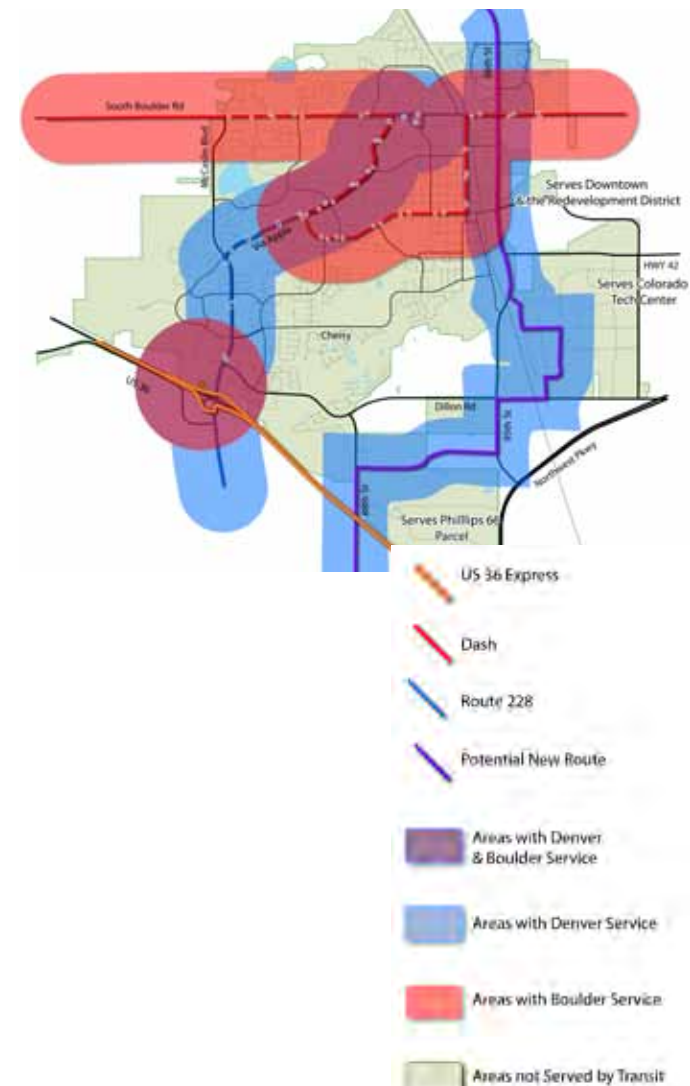 96th St
South Boulder Rd
McCaslin Blvd
Serves Downtown
& the Redevelopment District
Via Appia
HWY 42
Serves Colorado
Tech Center
Cherry
US 36
Dillon Rd
Northwest Pkwy
88th St
Serves Phillips 66
Parcel
US 36 Express
Dash
Route 228
Potential New Route
Areas with Denver
& Boulder Service
Areas with Denver Service
Areas with Boulder Service
Areas not Served by Transit